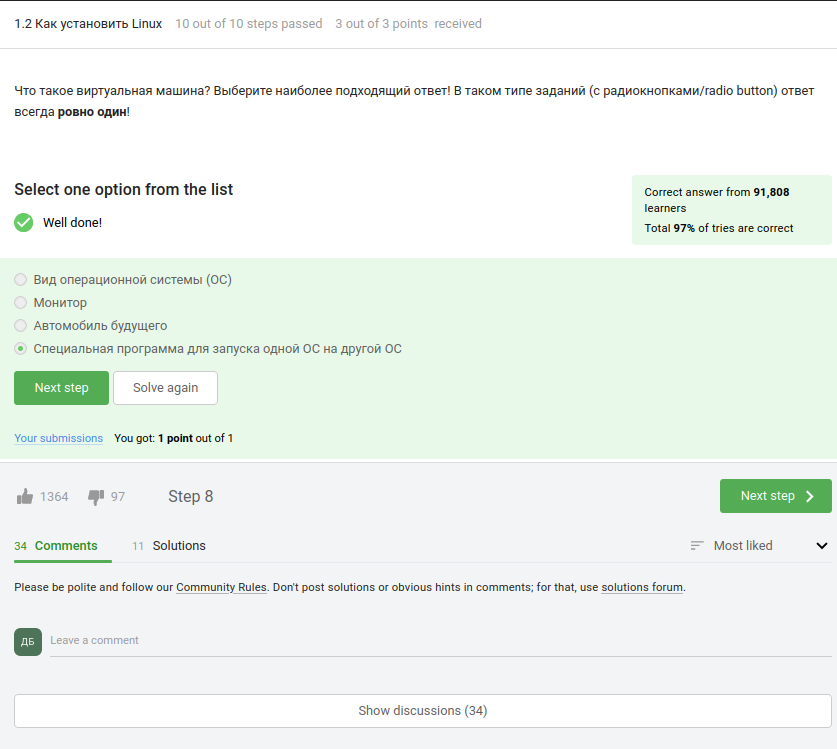 1.2 Как установить Linux 10 out of 10 steps passed 3 out of 3 points received
Что такое виртуальная машина? Выберите наиболее подходящий ответ! В таком типе заданий (с радиокнопками/radio button) ответ
всегда ровно один!
Select one option from the list
Well done!
Correct answer from 91,808
learners
Total 97% of tries are correct
Вид операционной системы (ОС)
Монитор
Автомобиль будущего
Специальная программа для запуска одной ОС на другой ОС
Next step Solve again
Your submissions You got: 1 point out of 1
1364 97 Step 8 Next step
34 Comments 11 Solutions Most liked
Please be polite and follow our Community Rules. Don't post solutions or obvious hints in comments; for that, use solutions forum.
ДБ Leave a comment
Show discussions (34)